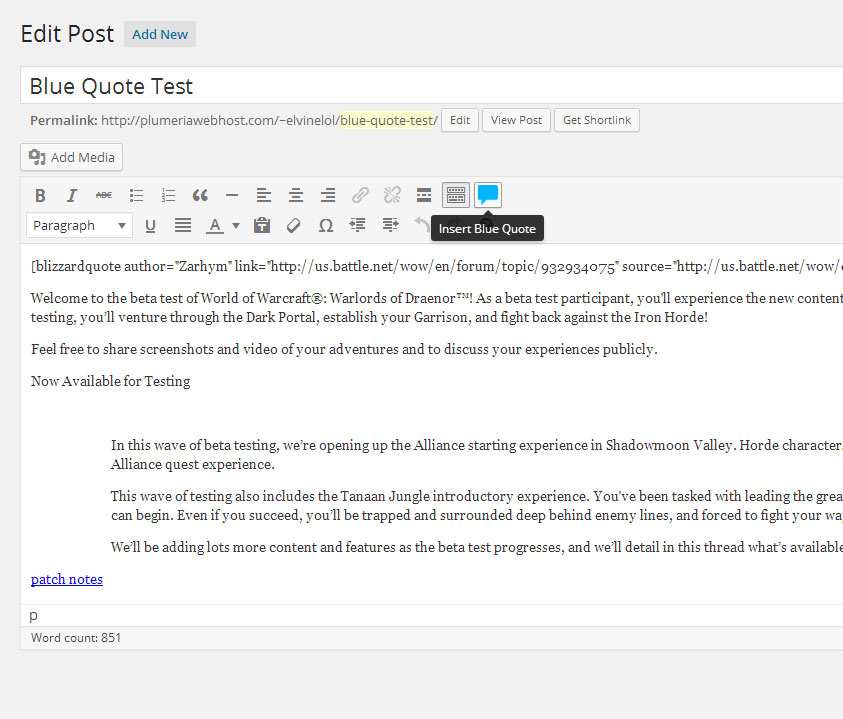 Edit Post Add New
Blue Quote Test
Permalink: http://plumeriawebhost.com/~elvinelol/blue-quote-test/ Edit View Post Get Shortlink
Add Media
B I ABC
Paragraph U A Ω
Insert Blue Quote
[blizzardquote author="Zarhym" link="http://us.battle.net/wow/en/forum/topic/932934075" source="http://us.battle.net/wow/
Welcome to the beta test of World of Warcraft®: Warlords of Draenor™! As a beta test participant, you'll experience the new content
testing, you’ll venture through the Dark Portal, establish your Garrison, and fight back against the Iron Horde!
Feel free to share screenshots and video of your adventures and to discuss your experiences publicly.
Now Available for Testing
In this wave of beta testing, we’re opening up the Alliance starting experience in Shadowmoon Valley. Horde character
Alliance quest experience.
This wave of testing also includes the Tanaan Jungle introductory experience. You've been tasked with leading the grea
can begin. Even if you succeed, you’ll be trapped and surrounded deep behind enemy lines, and forced to fight your wa
We’ll be adding lots more content and features as the beta test progresses, and we’ll detail in this thread what’s available
patch notes
p
Word count: 851